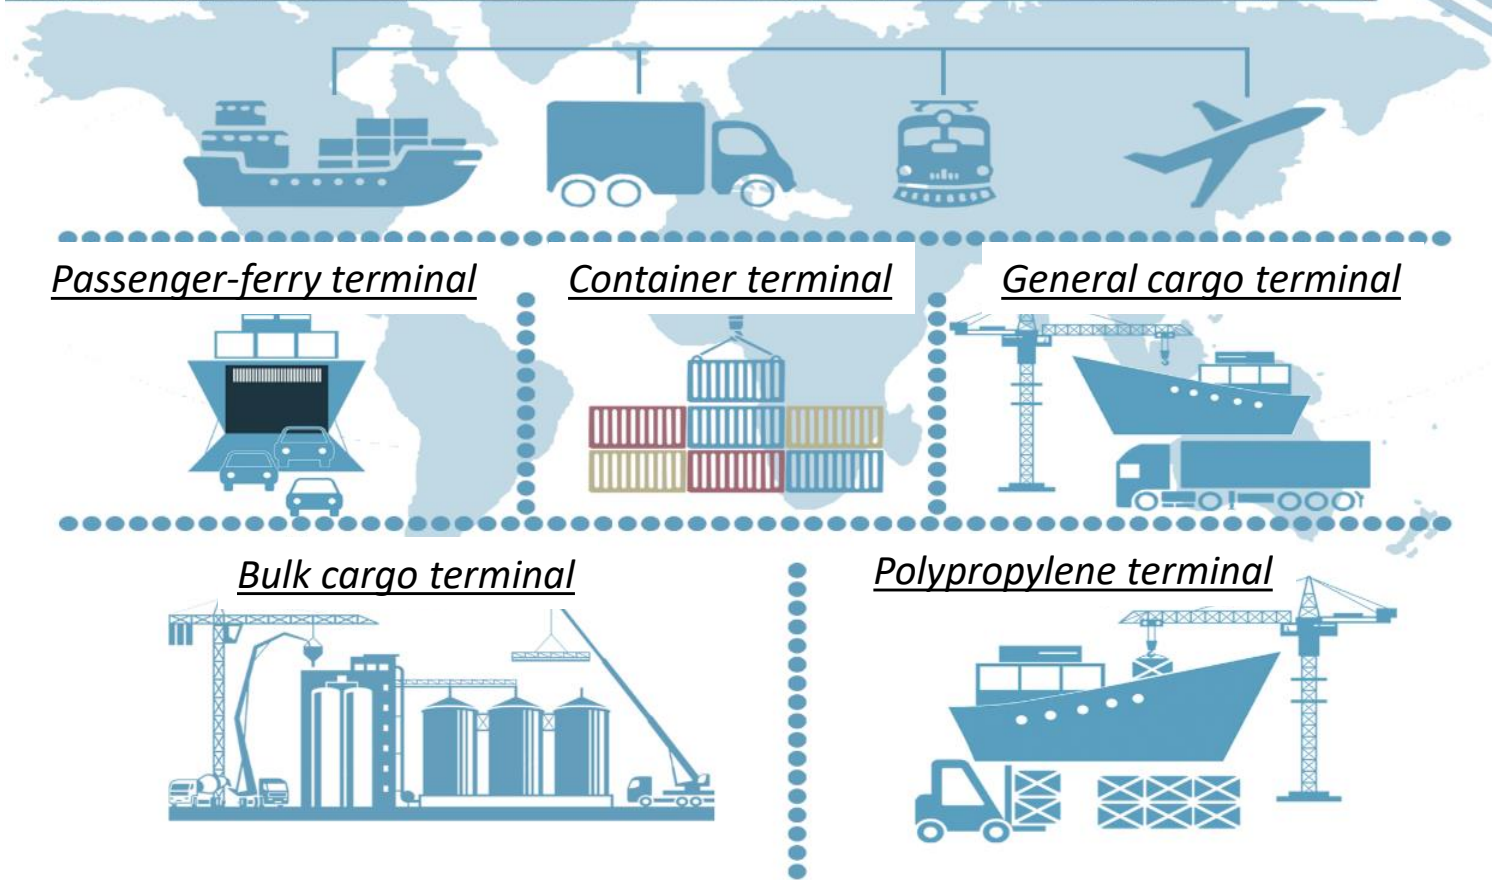 Passenger-ferry terminal
Container terminal
General cargo terminal
Bulk cargo terminal
Polypropylene terminal